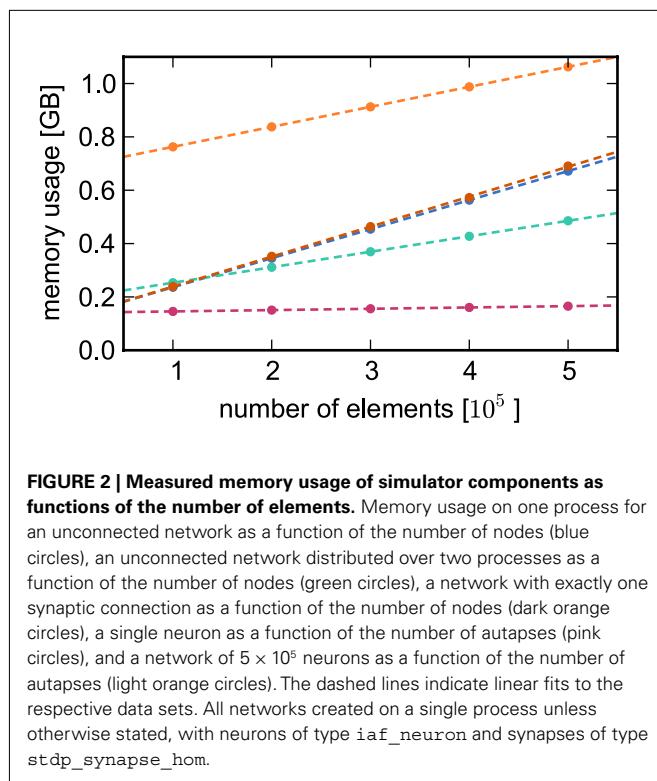 memory usage [GB]
1.0
0.8
0.6
0.4
0.2
0.0
1 2 3 4 5
number of elements [10⁵ ]
FIGURE 2 | Measured memory usage of simulator components as
functions of the number of elements. Memory usage on one process for
an unconnected network as a function of the number of nodes (blue
circles), an unconnected network distributed over two processes as a
function of the number of nodes (green circles), a network with exactly one
synaptic connection as a function of the number of nodes (dark orange
circles), a single neuron as a function of the number of autapses (pink
circles), and a network of 5 × 10⁵ neurons as a function of the number of
autapses (light orange circles). The dashed lines indicate linear fits to the
respective data sets. All networks created on a single process unless
otherwise stated, with neurons of type iaf_neuron and synapses of type
stdp_synapse_hom.